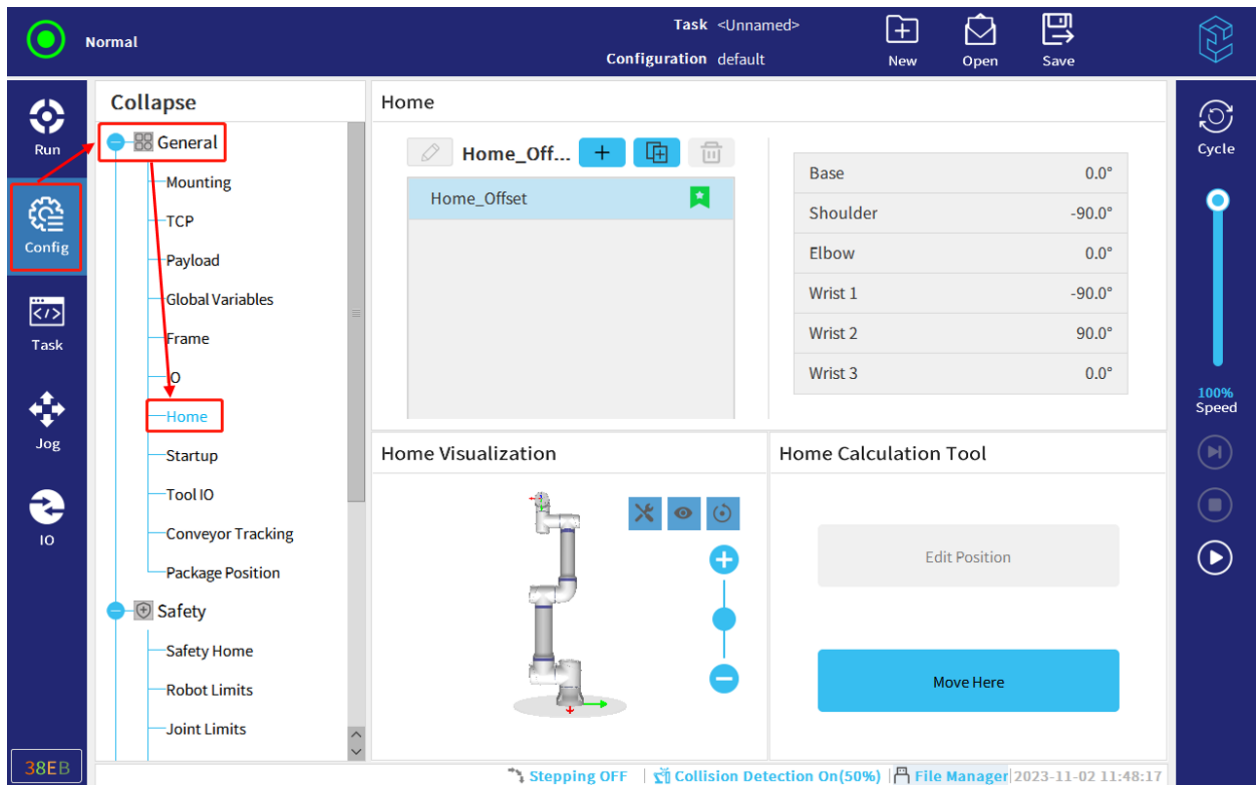 Normal
Task <Unnamed>
Configuration default
New
Open
Save
Run
Config
Task
Jog
IO
38EB
Collapse
General
Mounting
TCP
Payload
Global Variables
Frame
IO
Home
Startup
Tool IO
Conveyor Tracking
Package Position
Safety
Safety Home
Robot Limits
Joint Limits
Home
Home_Off...
Home_Offset
Base 0.0°
Shoulder -90.0°
Elbow 0.0°
Wrist 1 -90.0°
Wrist 2 90.0°
Wrist 3 0.0°
Home Visualization
Home Calculation Tool
Edit Position
Move Here
Cycle
100%
Speed
Stepping OFF Collision Detection On(50%) File Manager 2023-11-02 11:48:17